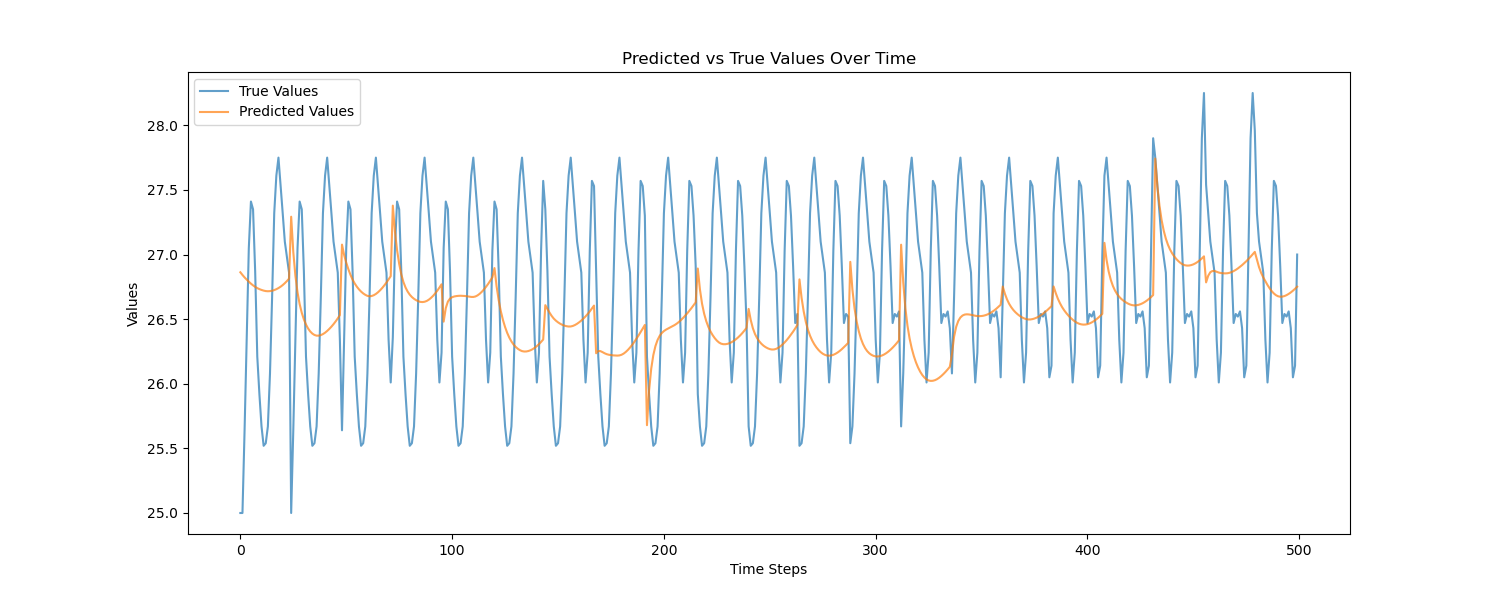 Predicted vs True Values Over Time
True Values
Predicted Values
Values
28.0
27.5
27.0
26.5
26.0
25.5
25.0
0
100
200
300
400
500
Time Steps